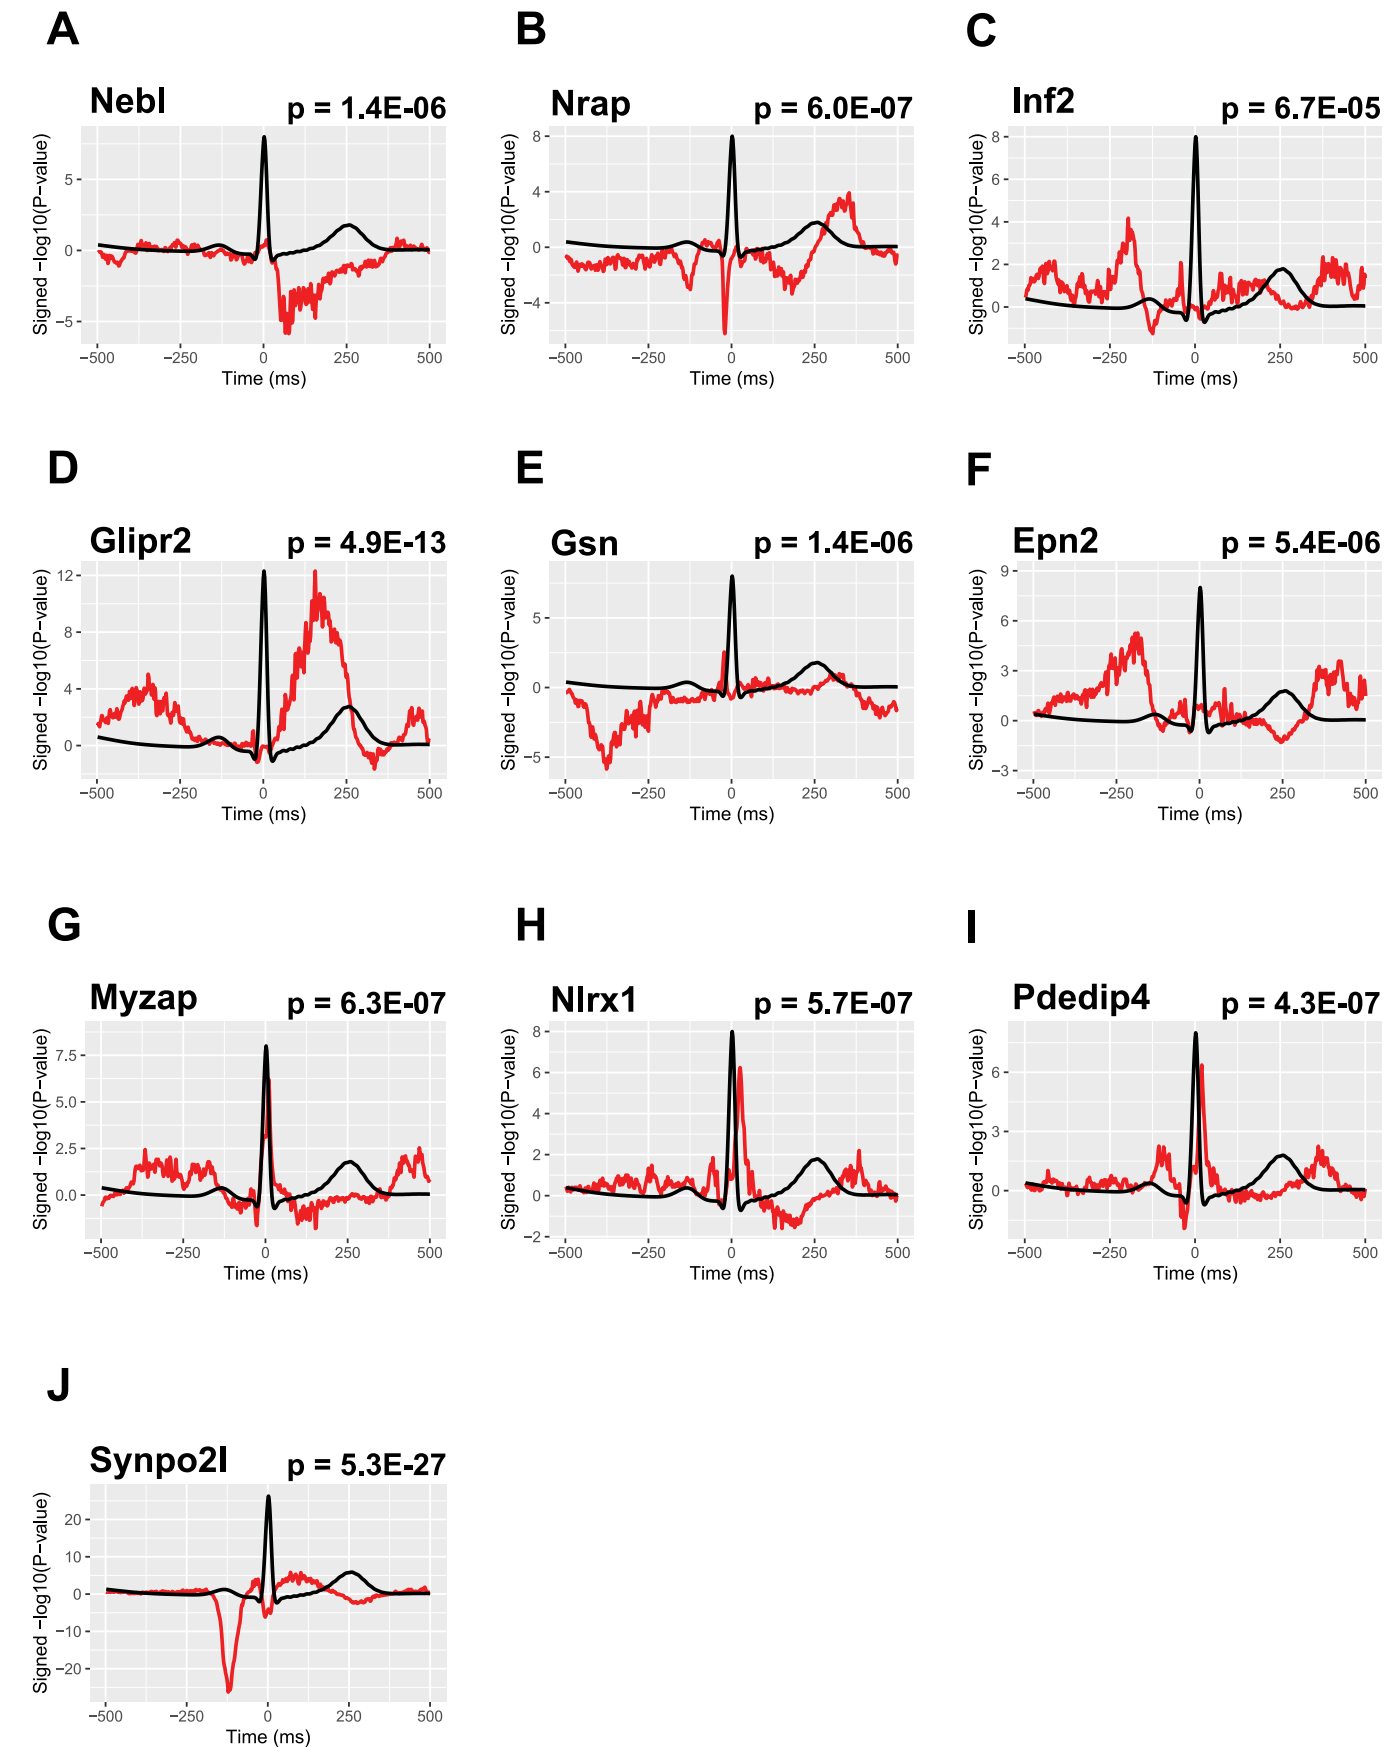 A
B
C
Nebl
p = 1.4E-06
Nrap
p = 6.0E-07
Inf2
p = 6.7E-05
Signed −log10(P−value)
5
0
−5
−500
−250
0
250
500
Time (ms)
Signed −log10(P−value)
8
4
0
−4
−500
−250
0
250
500
Time (ms)
Signed −log10(P−value)
8
6
4
2
0
−500
−250
0
250
500
Time (ms)
D
E
F
Glipr2
p = 4.9E-13
Gsn
p = 1.4E-06
Epn2
p = 5.4E-06
Signed −log10(P−value)
12
8
4
0
−500
−250
0
250
500
Time (ms)
Signed −log10(P−value)
5
0
−5
−500
−250
0
250
500
Time (ms)
Signed −log10(P−value)
9
6
3
0
−3
−500
−250
0
250
500
Time (ms)
G
H
I
Myzap
p = 6.3E-07
Nlrx1
p = 5.7E-07
Pdedip4
p = 4.3E-07
Signed −log10(P−value)
7.5
5.0
2.5
0.0
−500
−250
0
250
500
Time (ms)
Signed −log10(P−value)
8
6
4
2
0
−2
−500
−250
0
250
500
Time (ms)
Signed −log10(P−value)
6
3
0
−500
−250
0
250
500
Time (ms)
J
Synpo2l
p = 5.3E-27
Signed −log10(P−value)
20
10
0
−10
−20
−500
−250
0
250
500
Time (ms)